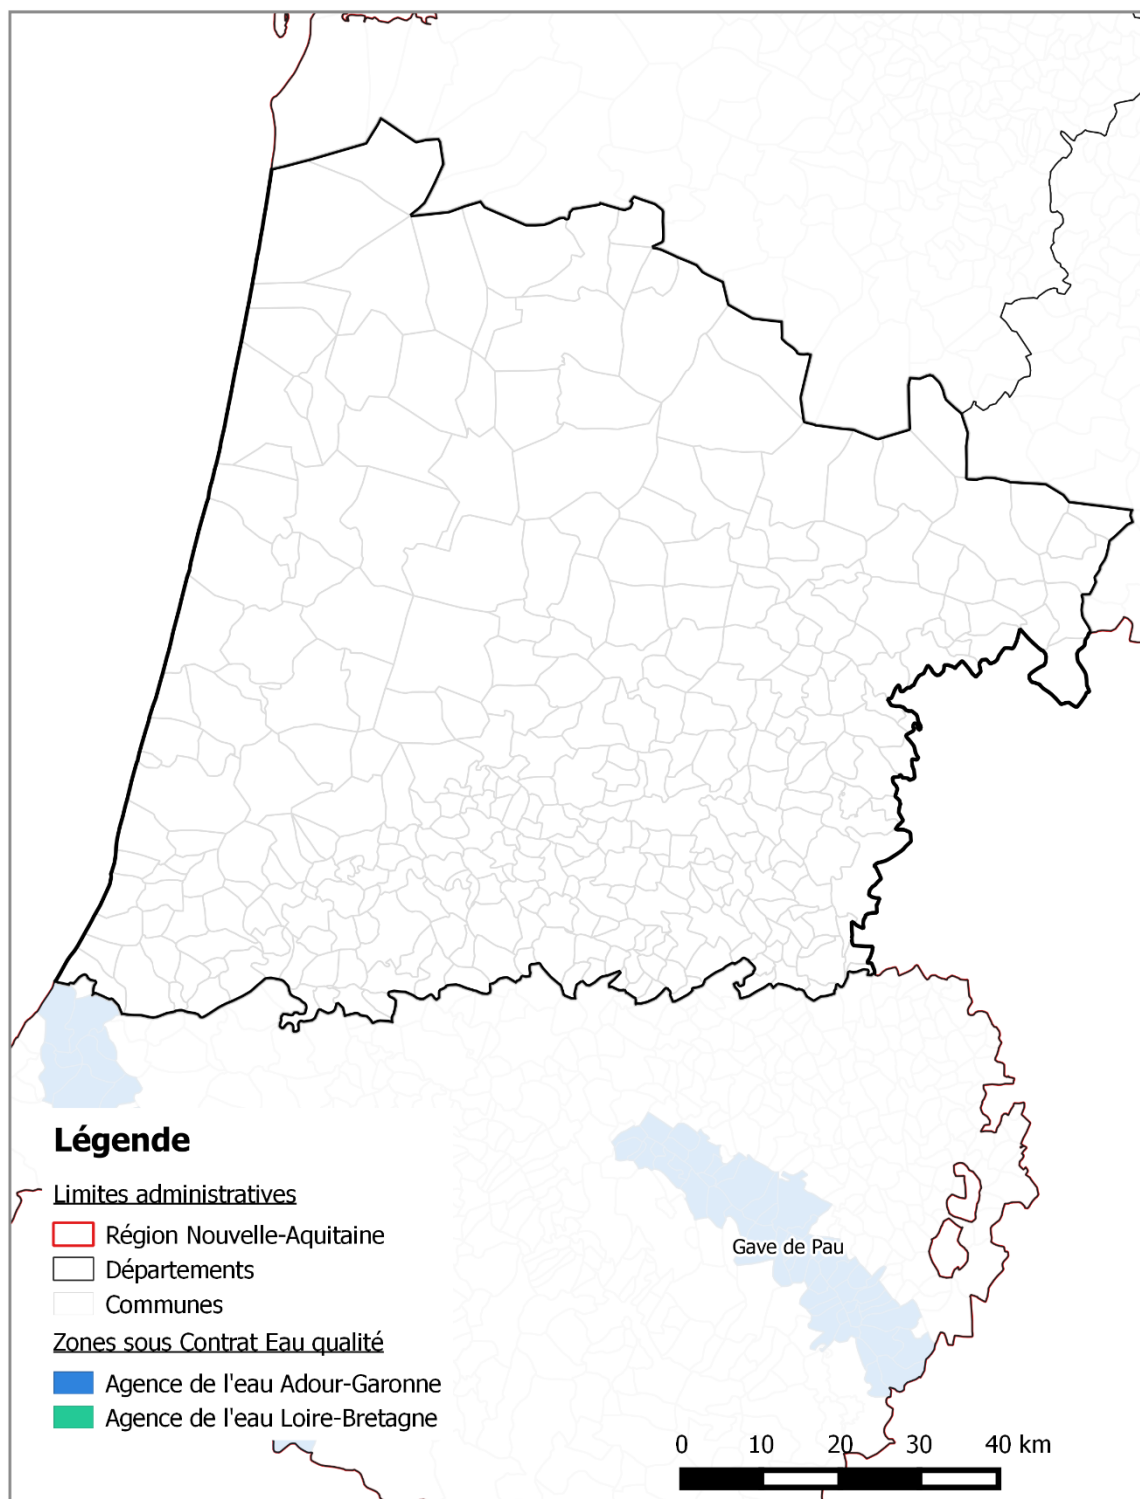 Gave de Pau
Légende
Limites administratives
Région Nouvelle-Aquitaine
Départements
Communes
Zones sous Contrat Eau qualité
Agence de l'eau Adour-Garonne
Agence de l'eau Loire-Bretagne
0 10 20 30 40 km